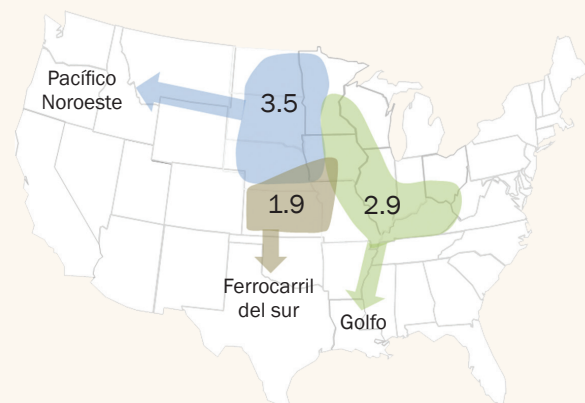 Pacífico
Noroeste
3.5
1.9
2.9
Ferrocarril
del sur
Golfo